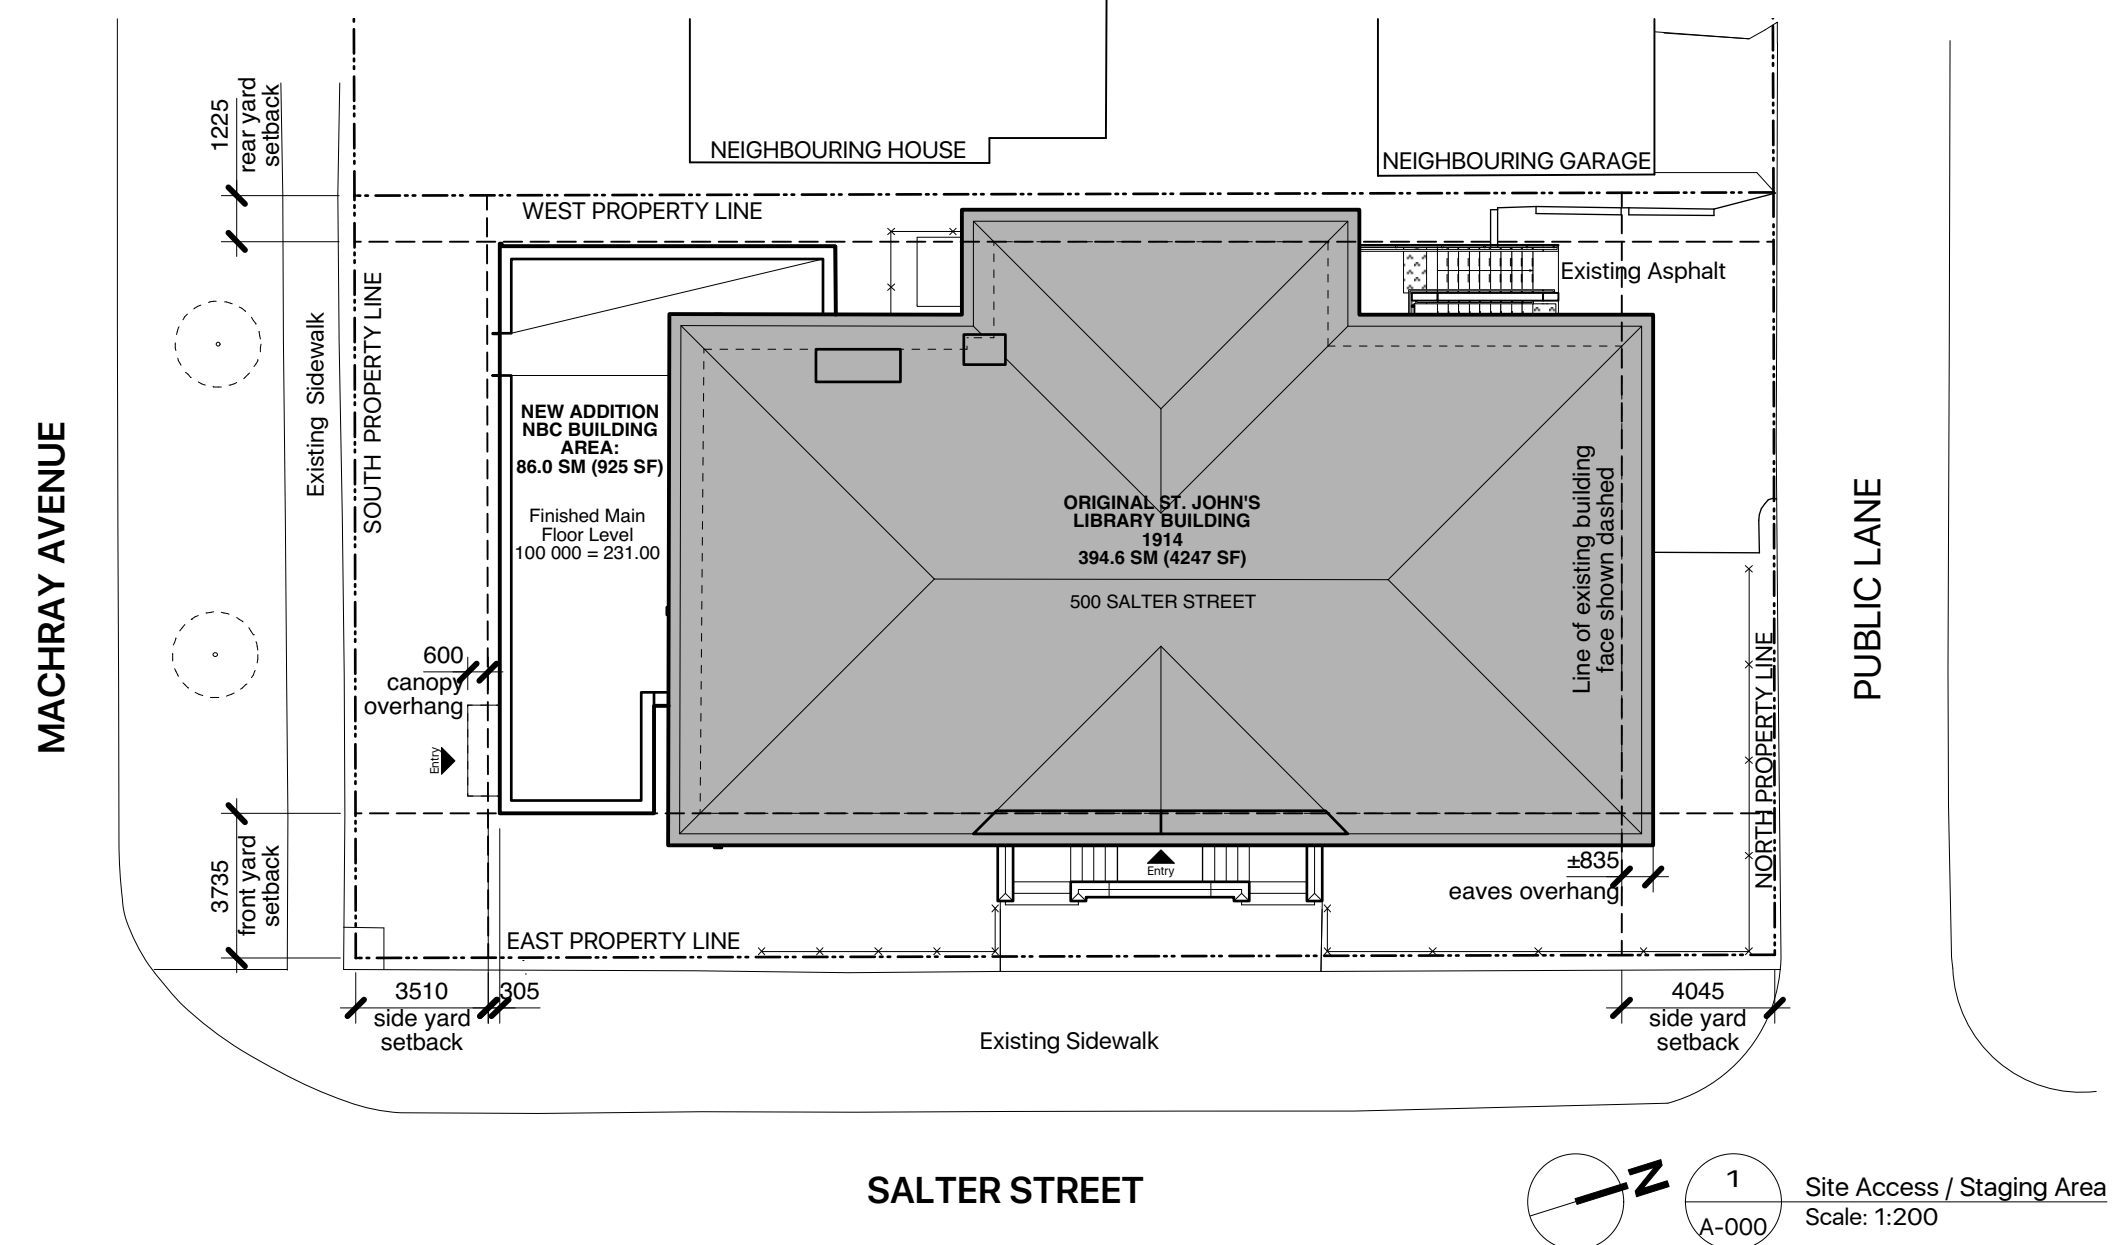 NEIGHBOURING HOUSE
NEIGHBOURING GARAGE
1225
rear yard
setback
WEST PROPERTY LINE
Existing Asphalt
SOUTH PROPERTY LINE
Existing Sidewalk
MACHRAY AVENUE
NEW ADDITION
NBC BUILDING
AREA:
86.0 SM (925 SF)
Finished Main
Floor Level
100 000 = 231.00
ORIGINAL ST. JOHN'S
LIBRARY BUILDING
1914
394.6 SM (4247 SF)
500 SALTER STREET
Line of existing building
face shown dashed
PUBLIC LANE
NORTH PROPERTY LINE
600
canopy
overhang
Entry
3735
front yard
setback
Entry
±835
eaves overhang
EAST PROPERTY LINE
3510
side yard
setback
305
4045
side yard
setback
Existing Sidewalk
SALTER STREET
N
1
A-000
Site Access / Staging Area
Scale: 1:200